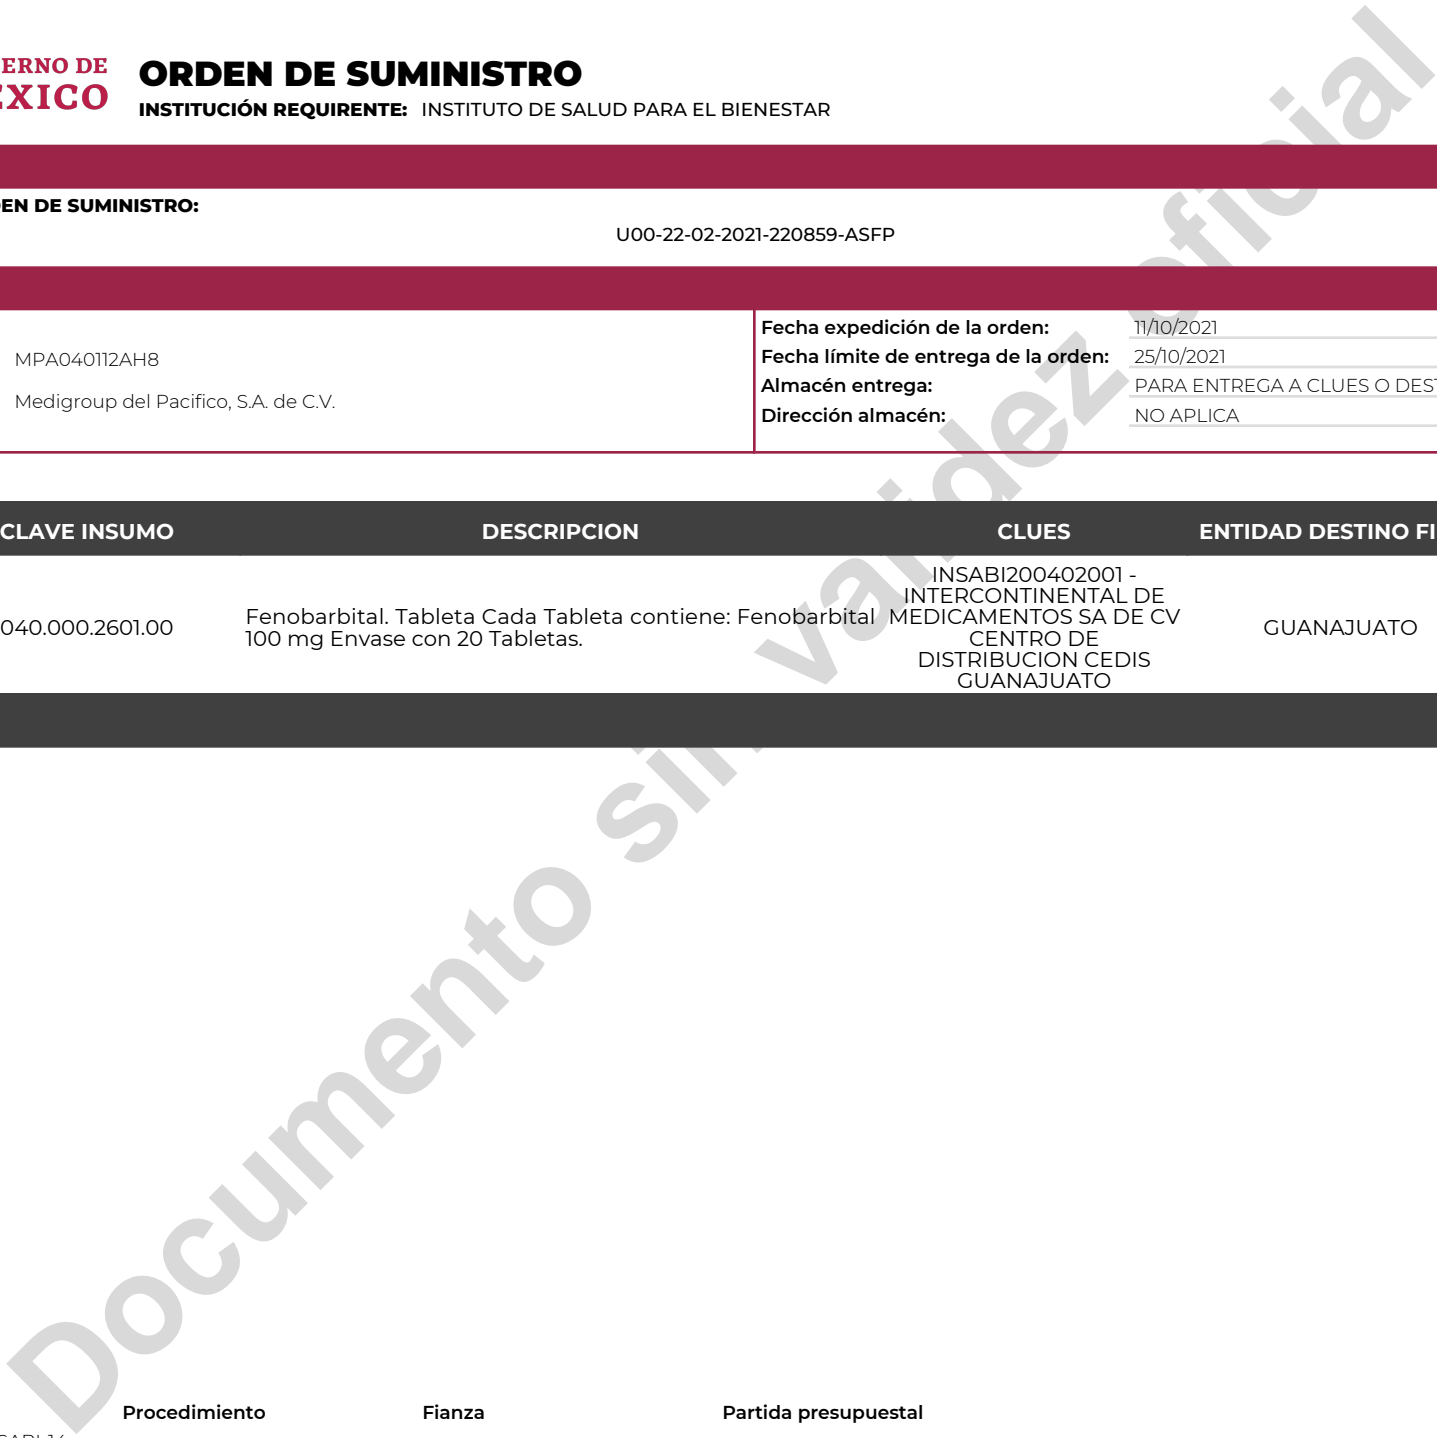 ERNO DE
ÉXICO
ORDEN DE SUMINISTRO
INSTITUCIÓN REQUIRENTE: INSTITUTO DE SALUD PARA EL BIENESTAR
EN DE SUMINISTRO:
U00-22-02-2021-220859-ASFP
MPA040112AH8
Medigroup del Pacifico, S.A. de C.V.
Fecha expedición de la orden: 11/10/2021
Fecha límite de entrega de la orden: 25/10/2021
Almacén entrega: PARA ENTREGA A CLUES O DEST
Dirección almacén: NO APLICA
CLAVE INSUMO DESCRIPCION CLUES ENTIDAD DESTINO FI
040.000.2601.00
Fenobarbital. Tableta Cada Tableta contiene: Fenobarbital
100 mg Envase con 20 Tabletas.
INSABI200402001 -
INTERCONTINENTAL DE
MEDICAMENTOS SA DE CV
CENTRO DE
DISTRIBUCION CEDIS
GUANAJUATO
GUANAJUATO
Documento sin validez oficial
Procedimiento Fianza Partida presupuestal